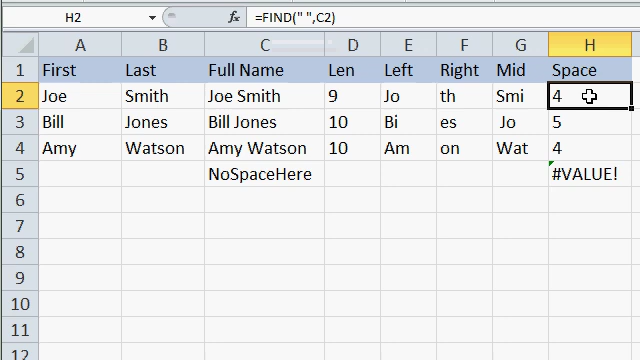 H2 fx =FIND(" ",C2)
A B C D E F G H
1 First Last Full Name Len Left Right Mid Space
2 Joe Smith Joe Smith 9 Jo th Smi 4
3 Bill Jones Bill Jones 10 Bi es Jo 5
4 Amy Watson Amy Watson 10 Am on Wat 4
5 NoSpaceHere #VALUE!
6
7
8
9
10
11
12